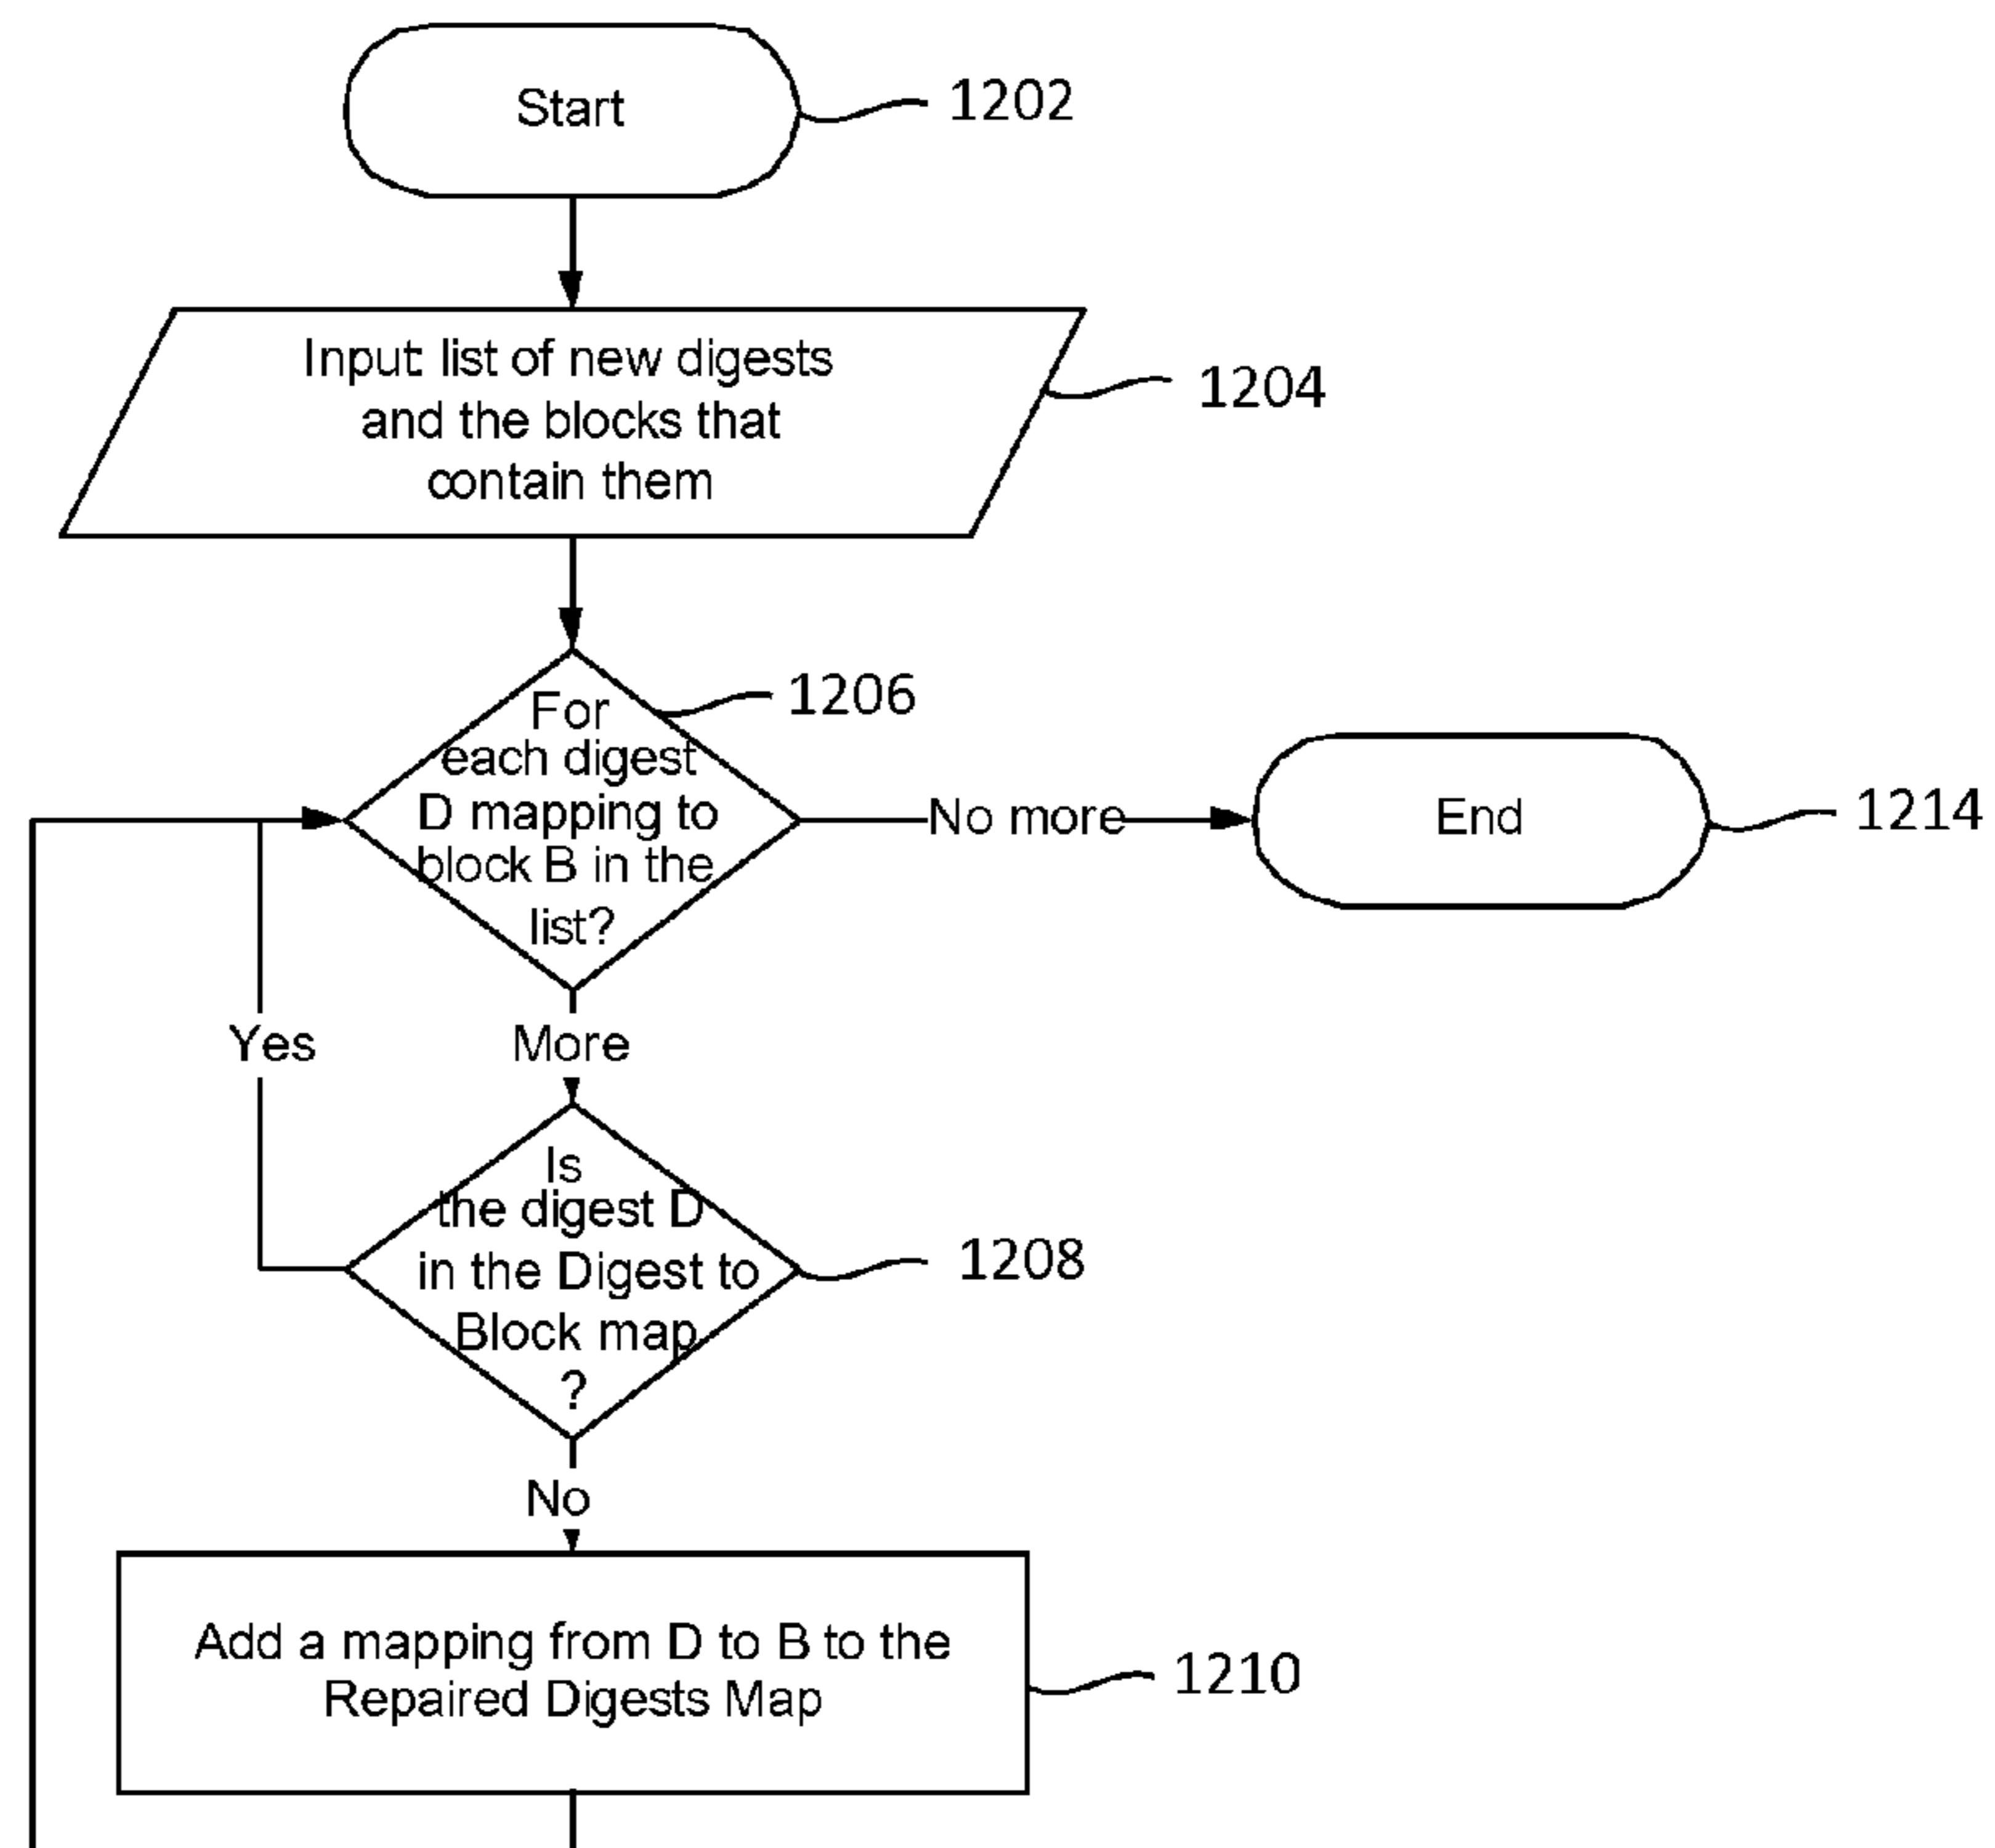 Start
1202
Input list of new digests
and the blocks that
contain them
1204
For
each digest
D mapping to
block B in the
list?
1206
No more
End
1214
Yes
More
Is
the digest D
in the Digest to
Block map
?
1208
No
Add a mapping from D to B to the
Repaired Digests Map
1210